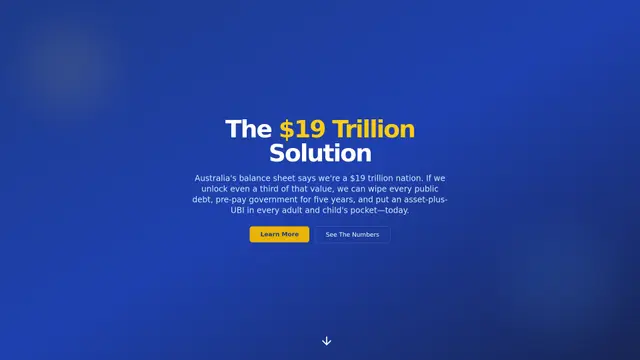 The $19 Trillion
Solution
Australia's balance sheet says we're a $19 trillion nation. If we
unlock even a third of that value, we can wipe every public
debt, pre-pay government for five years, and put an asset-plus-
UBI in every adult and child's pocket—today.
Learn More
See The Numbers